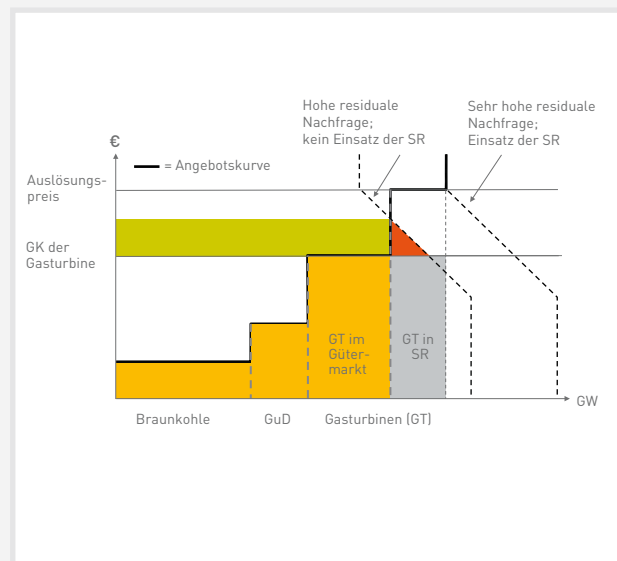 Hohe residuale
Nachfrage;
kein Einsatz der SR
Sehr hohe residuale
Nachfrage;
Einsatz der SR
€
= Angebotskurve
Auslösungs-
preis
GK der
Gasturbine
GT im
Güter-
markt
GT in
SR
GW
Braunkohle
GuD
Gasturbinen (GT)